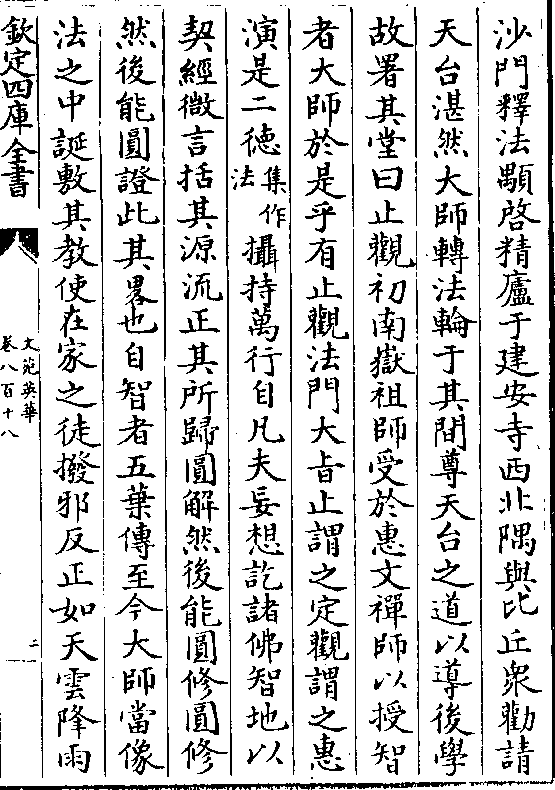 沙門釋法顒啓精廬于建安寺西北隅與比丘衆勸請
天台湛然大師轉法輪于其間尊天台之道以導後學
故署其堂曰止觀初南嶽祖師受於惠文禪師以授智
者大師於是乎有止觀法門大㫖止謂之定觀謂之惠
演是二德集作法攝持萬行自凡夫妄想訖諸佛智地以
契經微言括其源流正其所歸圓解然後能圓修圓修
然後能圓證此其畧也自智者五葉傳至今大師當像
法之中誕敷其教使在家之徒撥邪反正如天雲降雨
欽定四庫全書
文苑英華
卷八百十八
二